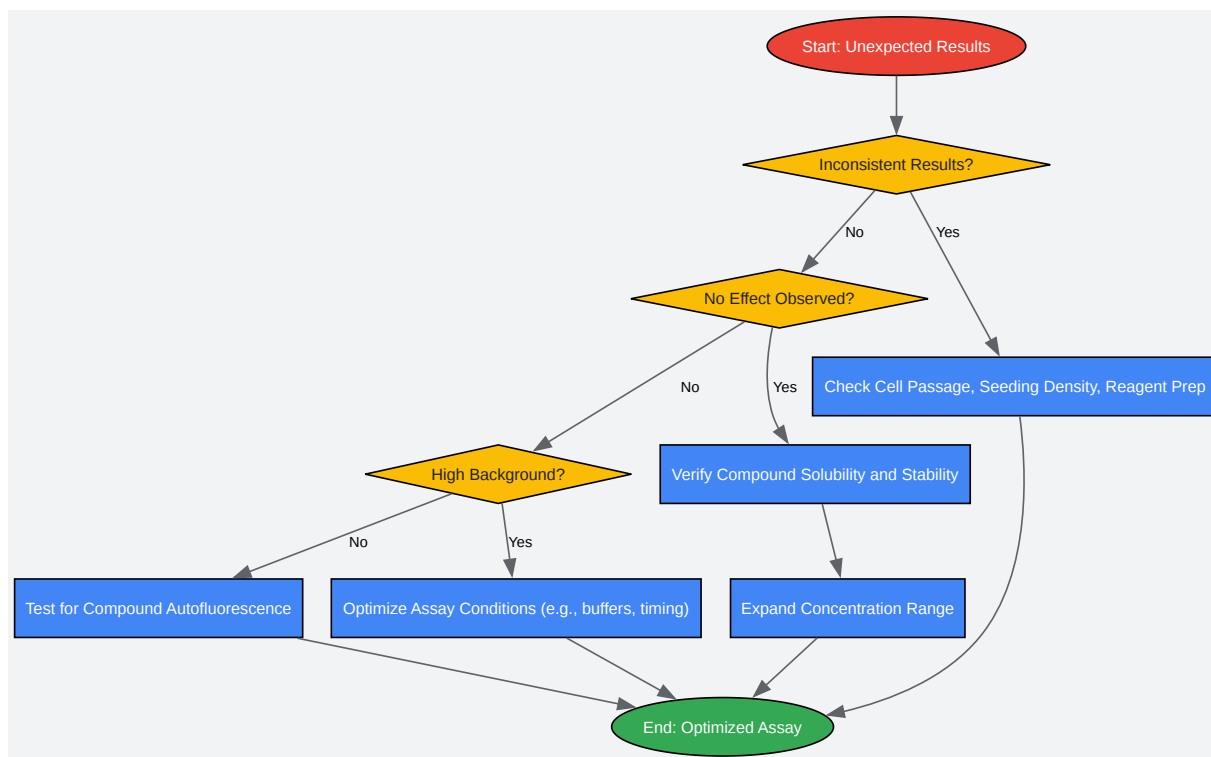 Start: Unexpected Results
Inconsistent Results?
No
Yes
No Effect Observed?
No
Yes
Check Cell Passage, Seeding Density, Reagent Prep
High Background?
Verify Compound Solubility and Stability
No
Yes
Test for Compound Autofluorescence
Optimize Assay Conditions (e.g., buffers, timing)
Expand Concentration Range
End: Optimized Assay